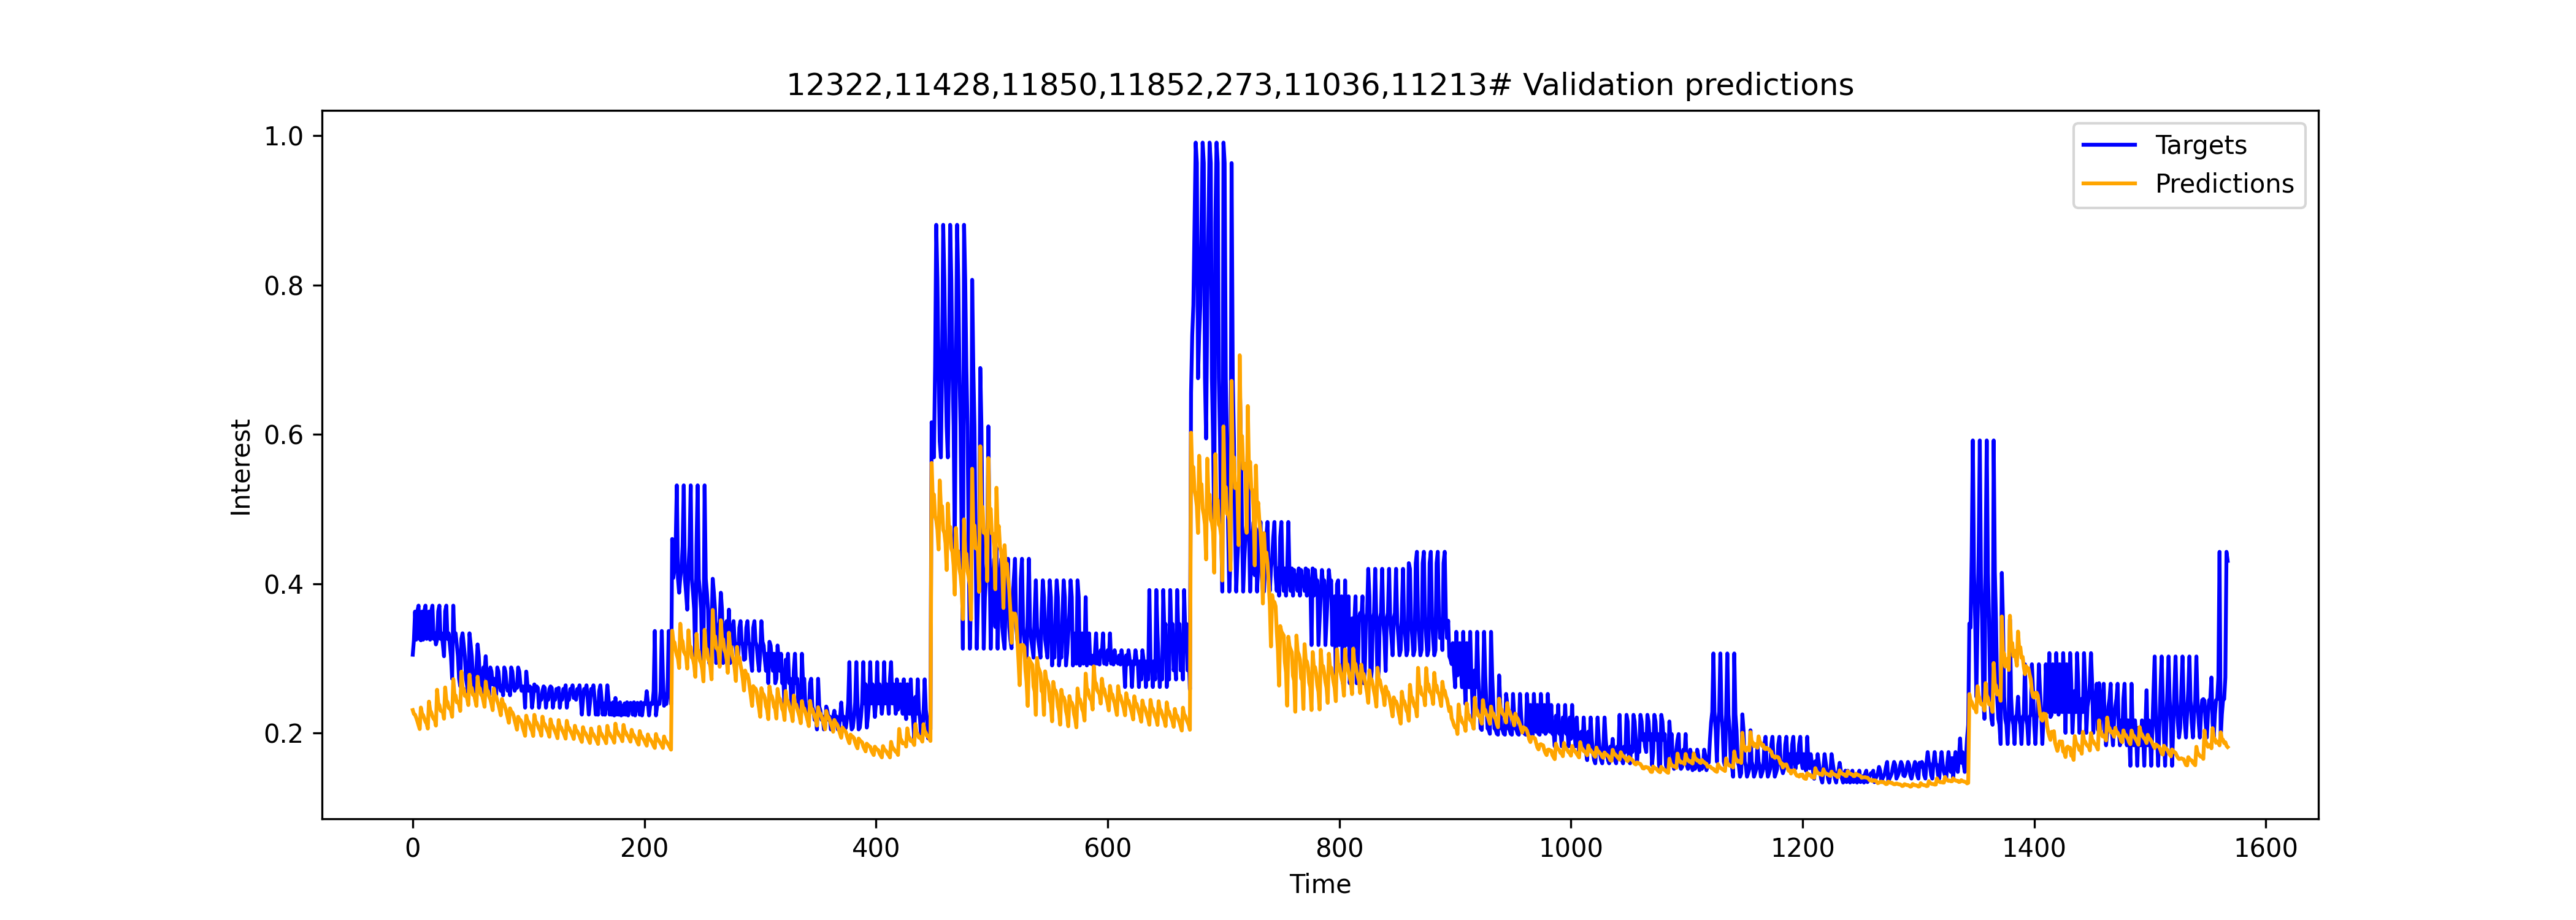 12322,11428,11850,11852,273,11036,11213# Validation predictions
Targets
Predictions
Interest
1.0
0.8
0.6
0.4
0.2
0 200 400 600 800 1000 1200 1400 1600
Time